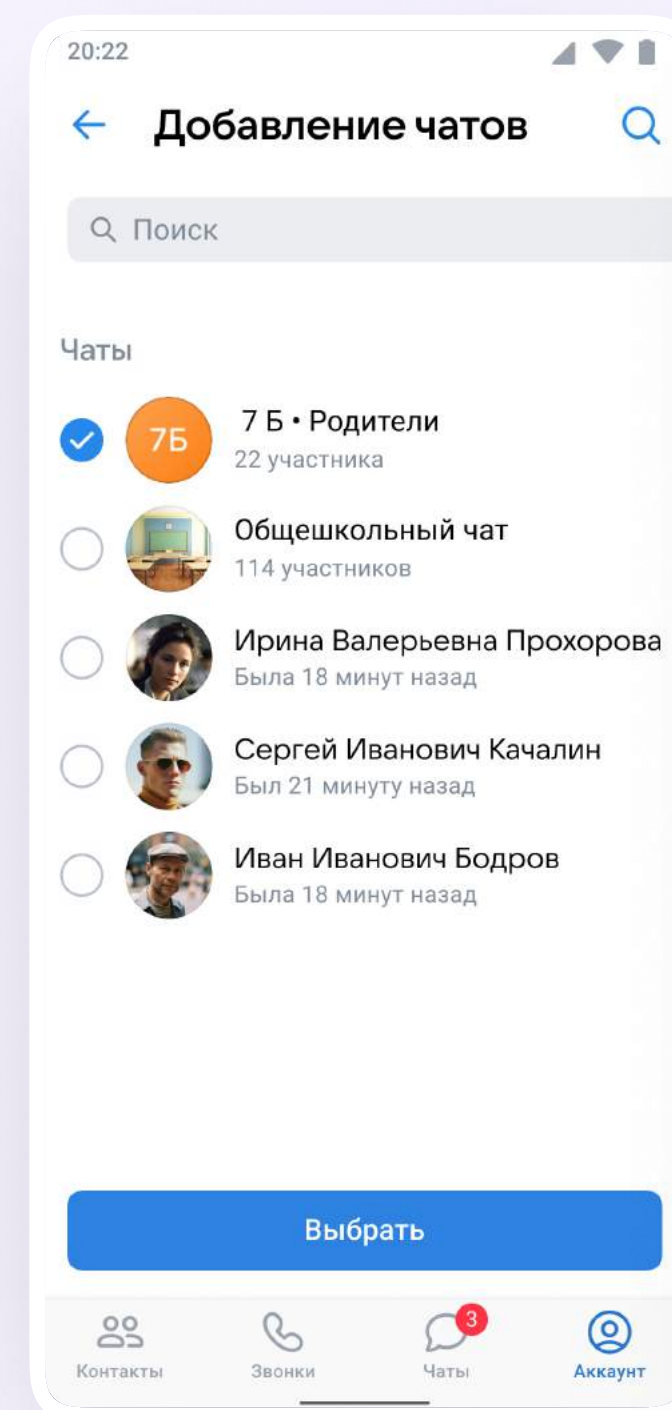 20:22
Добавление чатов
Поиск
Чаты
7Б
7 Б • Родители
22 участника
Общешкольный чат
114 участников
Ирина Валерьевна Прохорова
Была 18 минут назад
Сергей Иванович Качалин
Был 21 минуту назад
Иван Иванович Бодров
Была 18 минут назад
Выбрать
3
Контакты
Звонки
Чаты
Аккаунт